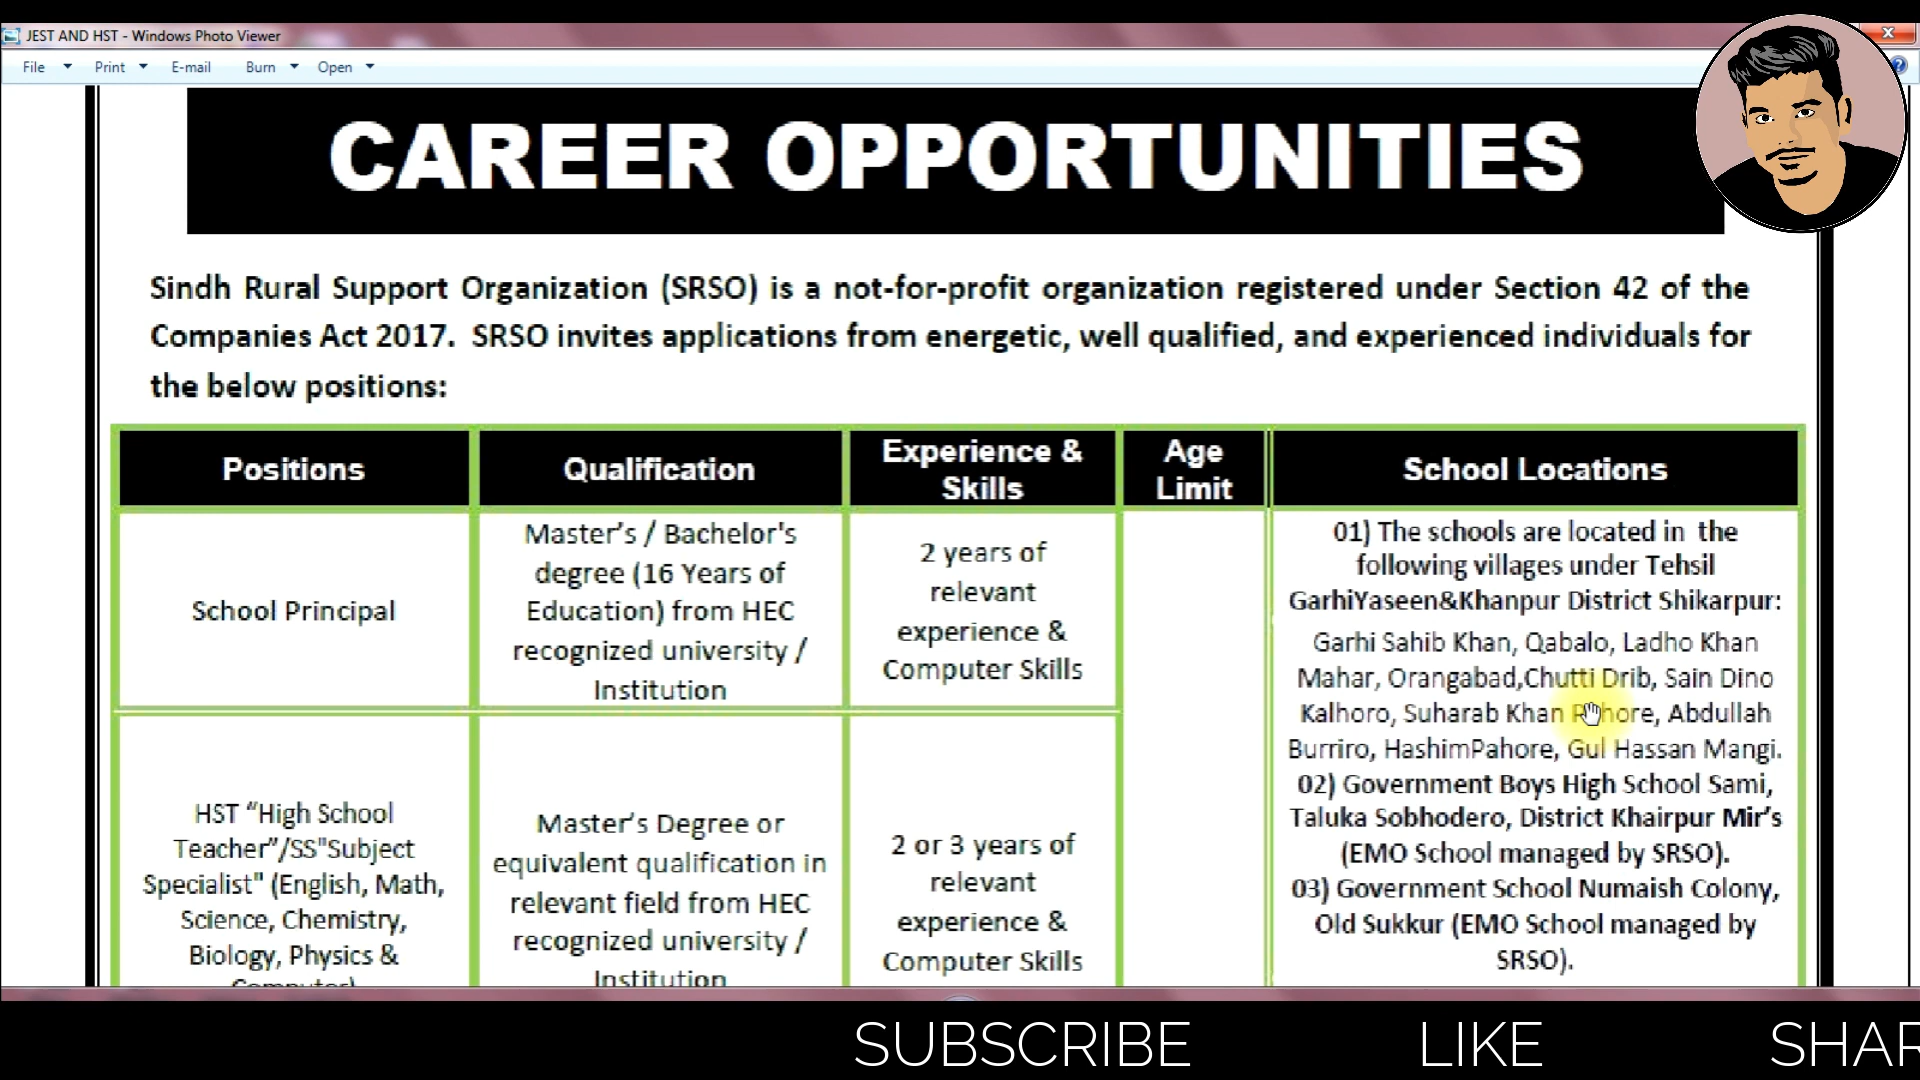 JEST AND HST - Windows Photo Viewer
File Print E-mail Burn Open
CAREER OPPORTUNITIES
Sindh Rural Support Organization (SRSO) is a not-for-profit organization registered under Section 42 of the
Companies Act 2017. SRSO invites applications from energetic, well qualified, and experienced individuals for
the below positions:
Positions
Qualification
Experience &
Skills
Age
Limit
School Locations
School Principal
Master's / Bachelor's
degree (16 Years of
Education) from HEC
recognized university /
Institution
2 years of
relevant
experience &
Computer Skills
01) The schools are located in the
following villages under Tehsil
GarhiYaseen&Khanpur District Shikarpur:
Garhi Sahib Khan, Qabalo, Ladho Khan
Mahar, Orangabad,Chutti Drib, Sain Dino
Kalhoro, Suharab Khan Abdullah
Burriro, HashimPahore, Gul Hassan Mangi.
02) Government Boys High School Sami,
Taluka Sobhodero, District Khairpur Mir's
(EMO School managed by SRSO).
03) Government School Numaish Colony,
Old Sukkur (EMO School managed by
SRSO).
HST “High School
Teacher”/SS"Subject
Specialist" (English, Math,
Science, Chemistry,
Biology, Physics &
Computer)
Master's Degree or
equivalent qualification in
relevant field from HEC
recognized university /
Institution
2 or 3 years of
relevant
experience &
Computer Skills
SUBSCRIBE LIKE SHAR